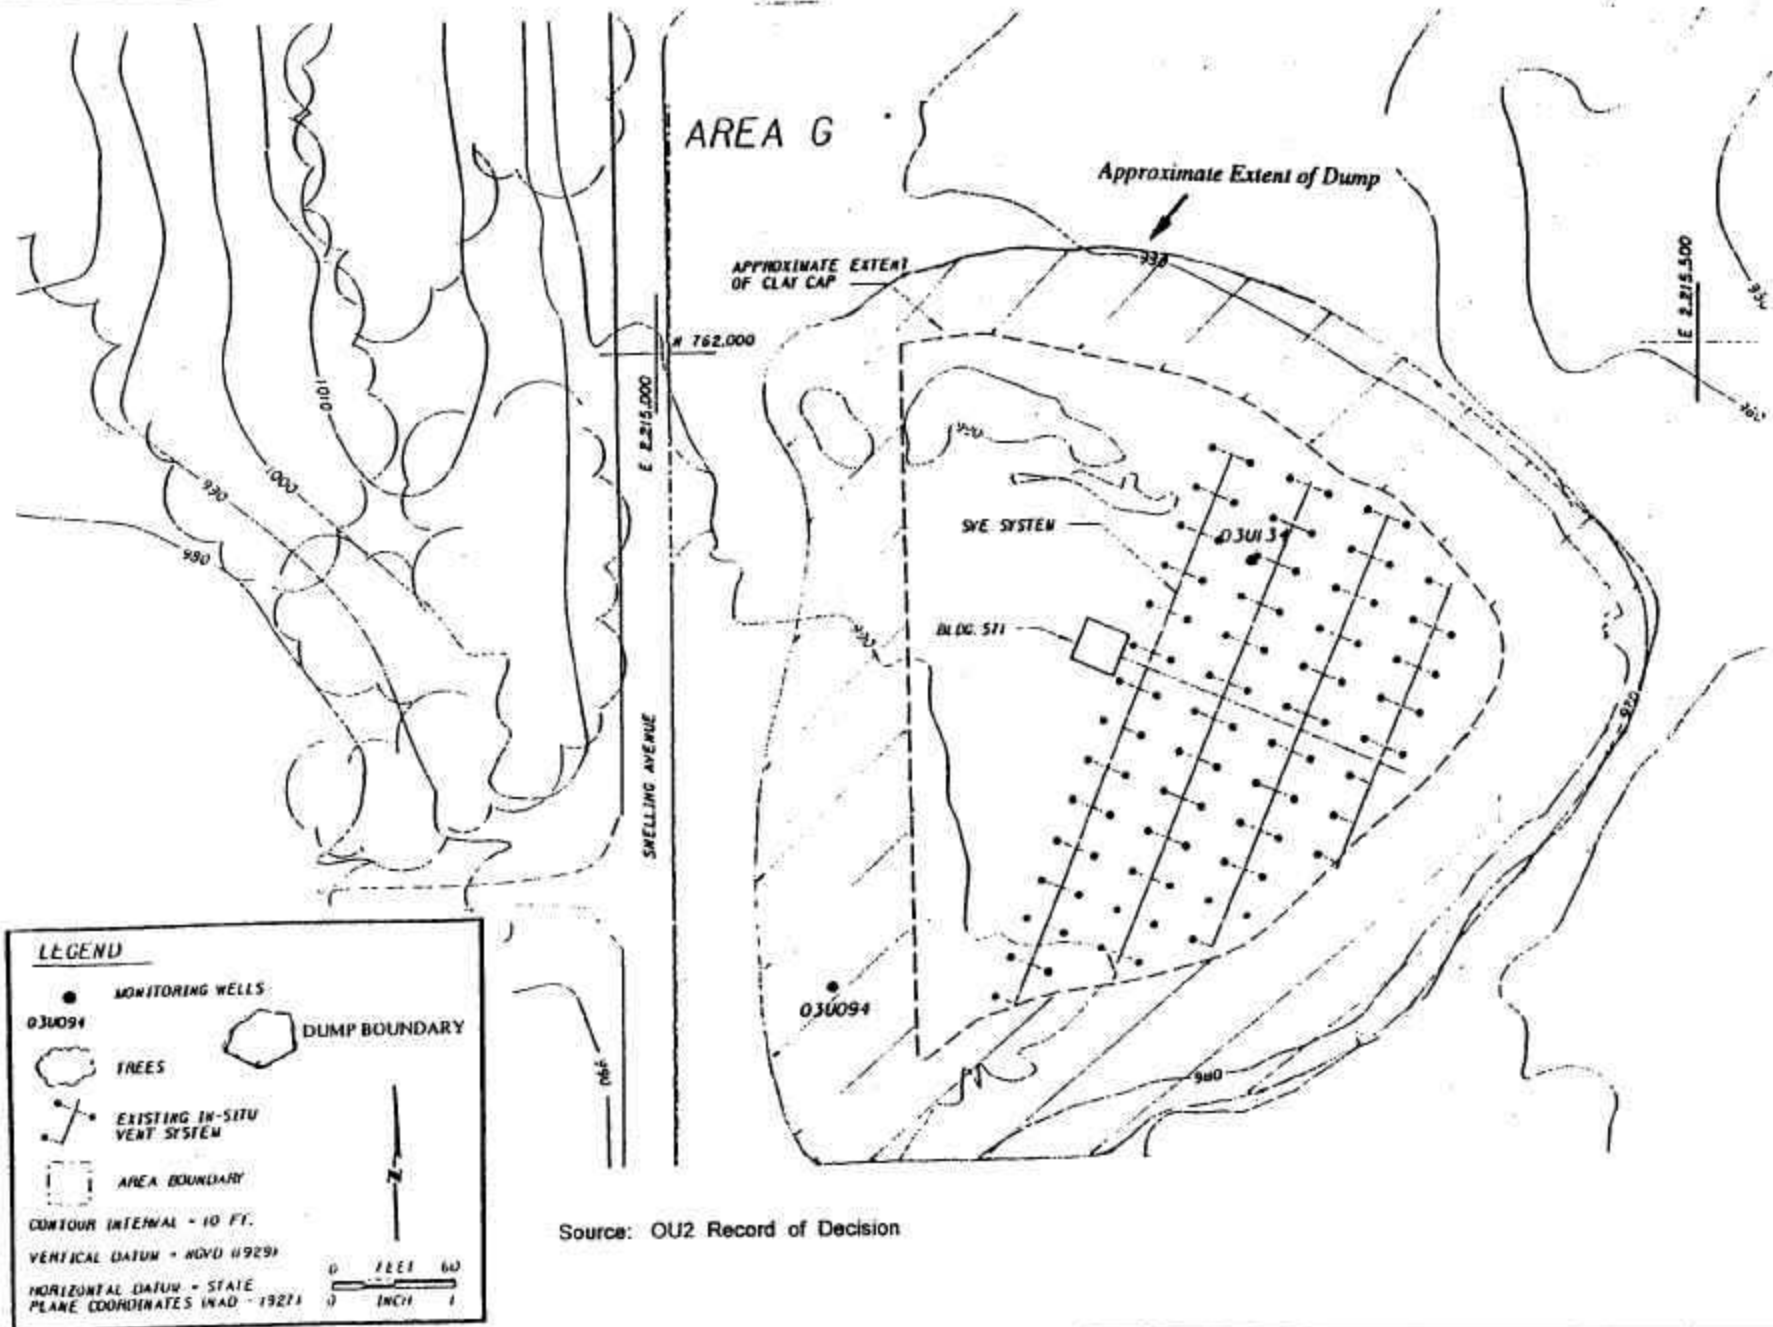 AREA G
Approximate Extent of Dump
APPROXIMATE EXTENT
OF CLAY CAP
E 2,215,500
N 762,000
E 2,215,000
1010
1000
990
980
SVE SYSTEM
03U134
BLDG. 571
SNELLING AVENUE
03U094
980
990
LEGEND
MONITORING WELLS
03U094
DUMP BOUNDARY
TREES
EXISTING IN-SITU
VENT SYSTEM
AREA BOUNDARY
N
CONTOUR INTERVAL = 10 FT.
VERTICAL DATUM = NGVD (1929)
HORIZONTAL DATUM = STATE
PLANE COORDINATES (NAD - 1927)
0 FEET 60
0 INCH 1
Source: OU2 Record of Decision